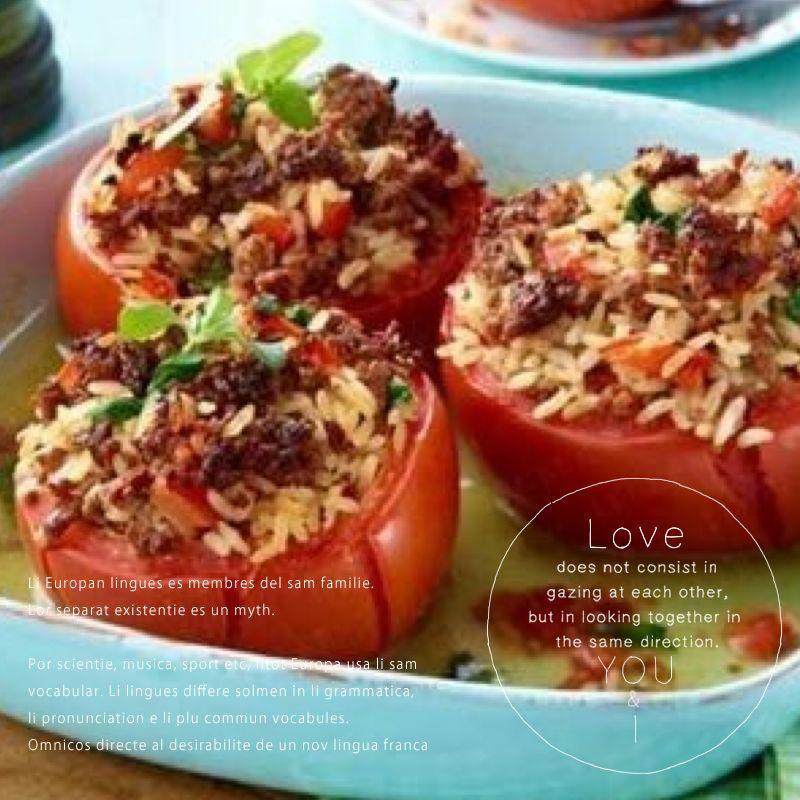 Li Europan lingues es membres del sam familie.
Lor separat existentie es un myth.
Por scientie, musica, sport etc, litot Europa usa li sam
vocabular. Li lingues differe solmen in li grammatica,
li pronunciation e li plu commun vocabules.
Omnicos directe al desirabilite de un nov lingua franca
Love
does not consist in
gazing at each other,
but in looking together in
the same direction.
YOU
&
I